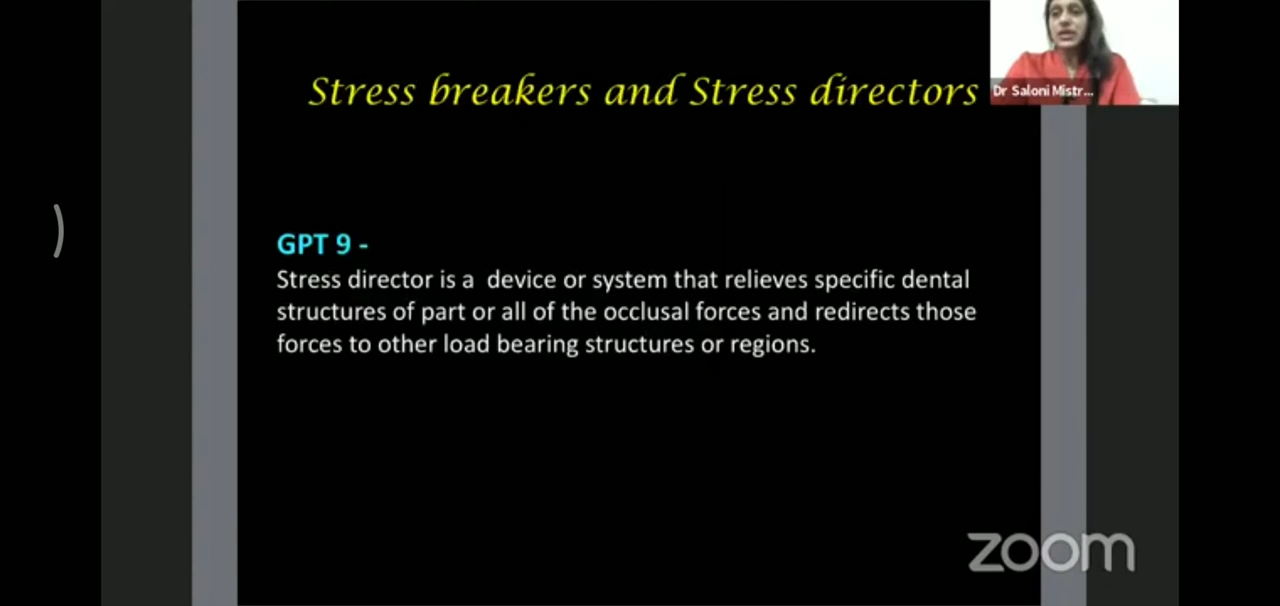 Stress breakers and Stress directors
Dr Saloni Mistr...
GPT 9 -
Stress director is a  device or system that relieves specific dental
structures of part or all of the occlusal forces and redirects those
forces to other load bearing structures or regions.
zoom